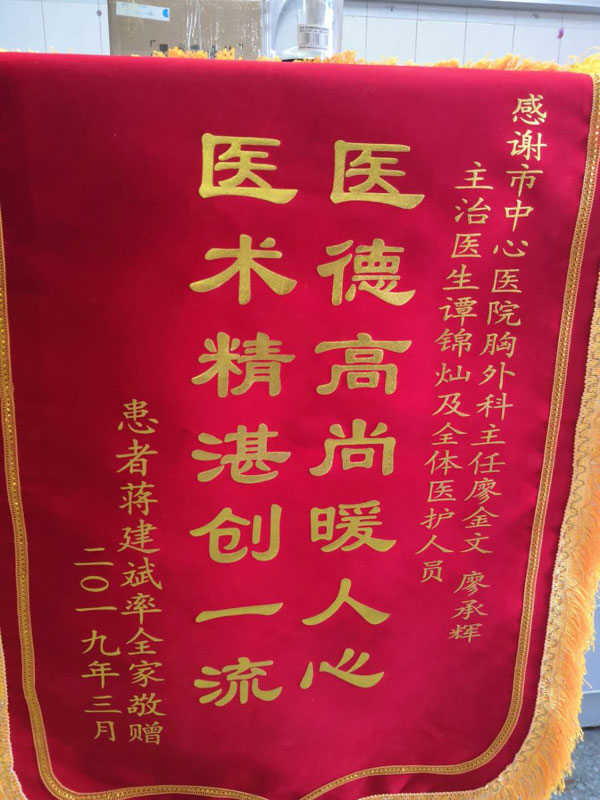 感谢市中心医院胸外科主任廖金文 廖承辉
主治医生谭锦灿及全体医护人员
医德高尚暖人心
医术精湛创一流
患者蒋建斌率全家敬赠
二〇一九年三月